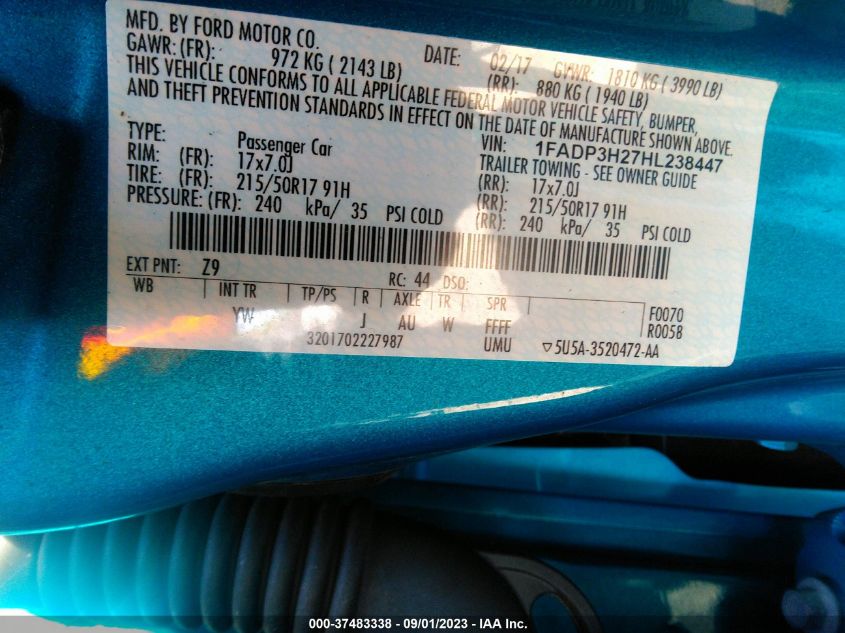 MFD. BY FORD MOTOR CO.
DATE: 02/17 GVWR: 1810 KG ( 3990 LB)
GAWR: (FR): 972 KG ( 2143 LB) (RR): 880 KG ( 1940 LB)
THIS VEHICLE CONFORMS TO ALL APPLICABLE FEDERAL MOTOR VEHICLE SAFETY, BUMPER,
AND THEFT PREVENTION STANDARDS IN EFFECT ON THE DATE OF MANUFACTURE SHOWN ABOVE.
VIN: 1FADP3H27HL238447
TYPE: Passenger Car TRAILER TOWING - SEE OWNER GUIDE
RIM: (FR): 17x7.0J (RR): 17x7.0J
TIRE: (FR): 215/50R17 91H (RR): 215/50R17 91H
PRESSURE: (FR): 240 kPa/ 35 PSI COLD (RR): 240 kPa/ 35 PSI COLD
EXT PNT: Z9 RC: 44 DSO:
WB INT TR TP/PS R AXLE TR SPR F0070
YW J AU W FFFF R0058
3201702227987 UMU ▽5U5A-3520472-AA
000-37483338 - 09/01/2023 - IAA Inc.